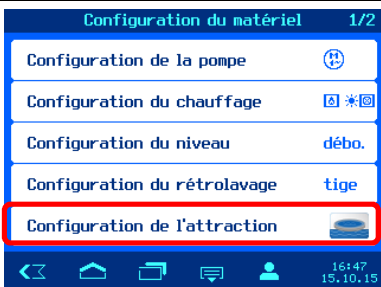 Configuration du matériel 1/2
Configuration de la pompe
Configuration du chauffage
Configuration du niveau débo.
Configuration du rétrolavage tige
Configuration de l'attraction
16:47
15.10.15